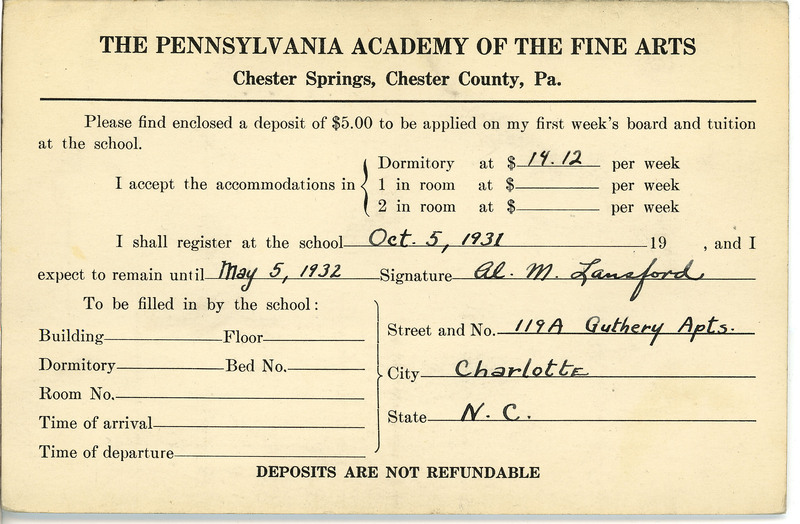 THE PENNSYLVANIA ACADEMY OF THE FINE ARTS
Chester Springs, Chester County, Pa.
Please find enclosed a deposit of $5.00 to be applied on my first week's board and tuition
at the school.
I accept the accommodations in
Dormitory at $ 14.12 per week
1 in room at $ per week
2 in room at $ per week
I shall register at the school Oct. 5, 1931 19 , and I
expect to remain until May 5, 1932 Signature Al. M. Lansford
To be filled in by the school:
Building Floor
Dormitory Bed No.
Room No.
Time of arrival
Time of departure
Street and No. 119A Guthery Apts.
City Charlotte
State N. C.
DEPOSITS ARE NOT REFUNDABLE